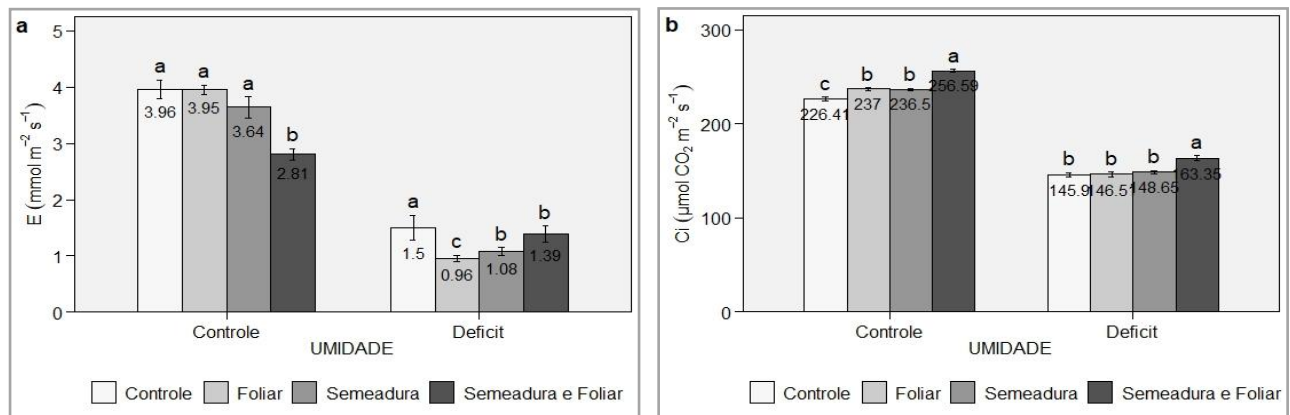 a
5
4
3
2
1
0
E (mmol m⁻² s⁻¹)
a a a b
3.96 3.95 3.64 2.81
a c b b
1.5 0.96 1.08 1.39
Controle Deficit
UMIDADE
Controle Foliar Semeadura Semeadura e Foliar
b
300
200
100
0
Ci (µmol CO₂ m⁻² s⁻¹)
c b b a
226.41 237 236.5 256.59
b b b a
145.9 146.5 148.65 163.35
Controle Deficit
UMIDADE
Controle Foliar Semeadura Semeadura e Foliar